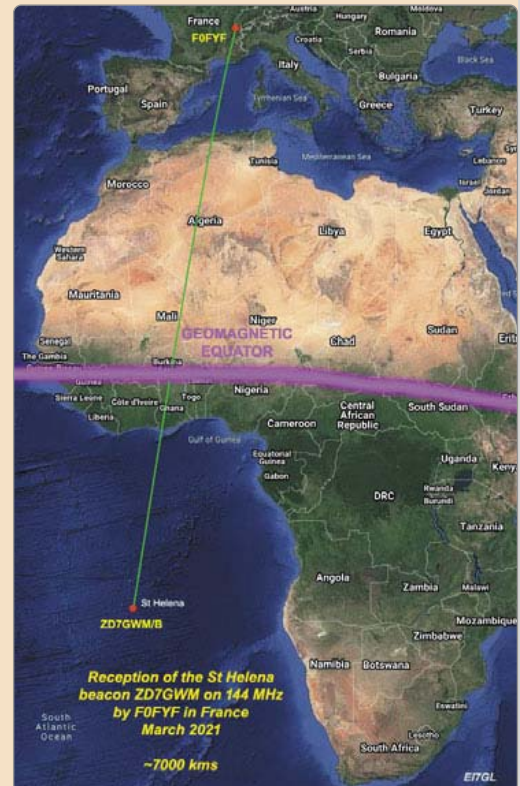 Austria
Moldova
France
Hungary
F0FYF
Croatia
Romania
Serbia
Italy
Bulgaria
Black Sea
Portugal
Spain
Tyrrhenian Sea
Greece
Turkey
Tunisia
Mediterranean Sea
Lebanon
Israel
Jordan
Morocco
Algeria
Libya
Egypt
Western
Sahara
Mauritania
Mali
Niger
Chad
Sudan
GEOMAGNETIC
EQUATOR
Senegal
The Gambia
Burkina
Guinea
Sierra Leone
Côte d'Ivoire
Togo
Ghana
Liberia
Nigeria
Central
African
Republic
South Sudan
Cameroon
Gulf of Guinea
Equatorial
Guinea
Gabon
Uganda
Kenya
DRC
Rwanda
Burundi
Tanzania
Angola
Zambia
Malawi
Mozambique
St Helena
ZD7GWM/B
Zimbabwe
Namibia
Botswana
Reception of the St Helena
beacon ZD7GWM on 144 MHz
by F0FYF in France
March 2021
~7000 kms
South
Atlantic
Ocean
Eswatini
Lesotho
South Africa
EI7GL